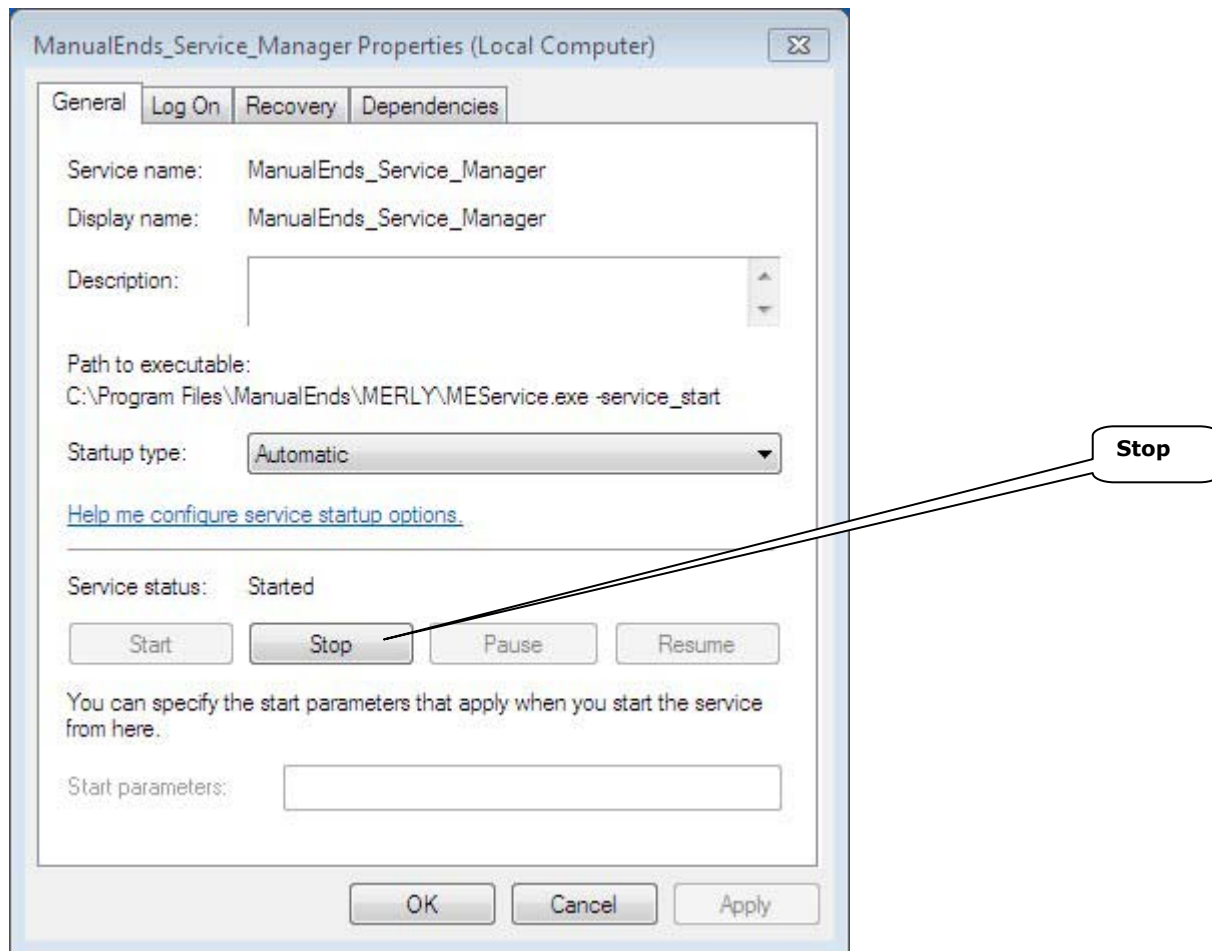 ManualEnds_Service_Manager Properties (Local Computer)
General Log On Recovery Dependencies
Service name: ManualEnds_Service_Manager
Display name: ManualEnds_Service_Manager
Description:
Path to executable:
C:\Program Files\ManualEnds\MERLY\MEService.exe -service_start
Startup type: Automatic
Stop
Help me configure service startup options.
Service status: Started
Start Stop Pause Resume
You can specify the start parameters that apply when you start the service
from here.
Start parameters:
OK Cancel Apply